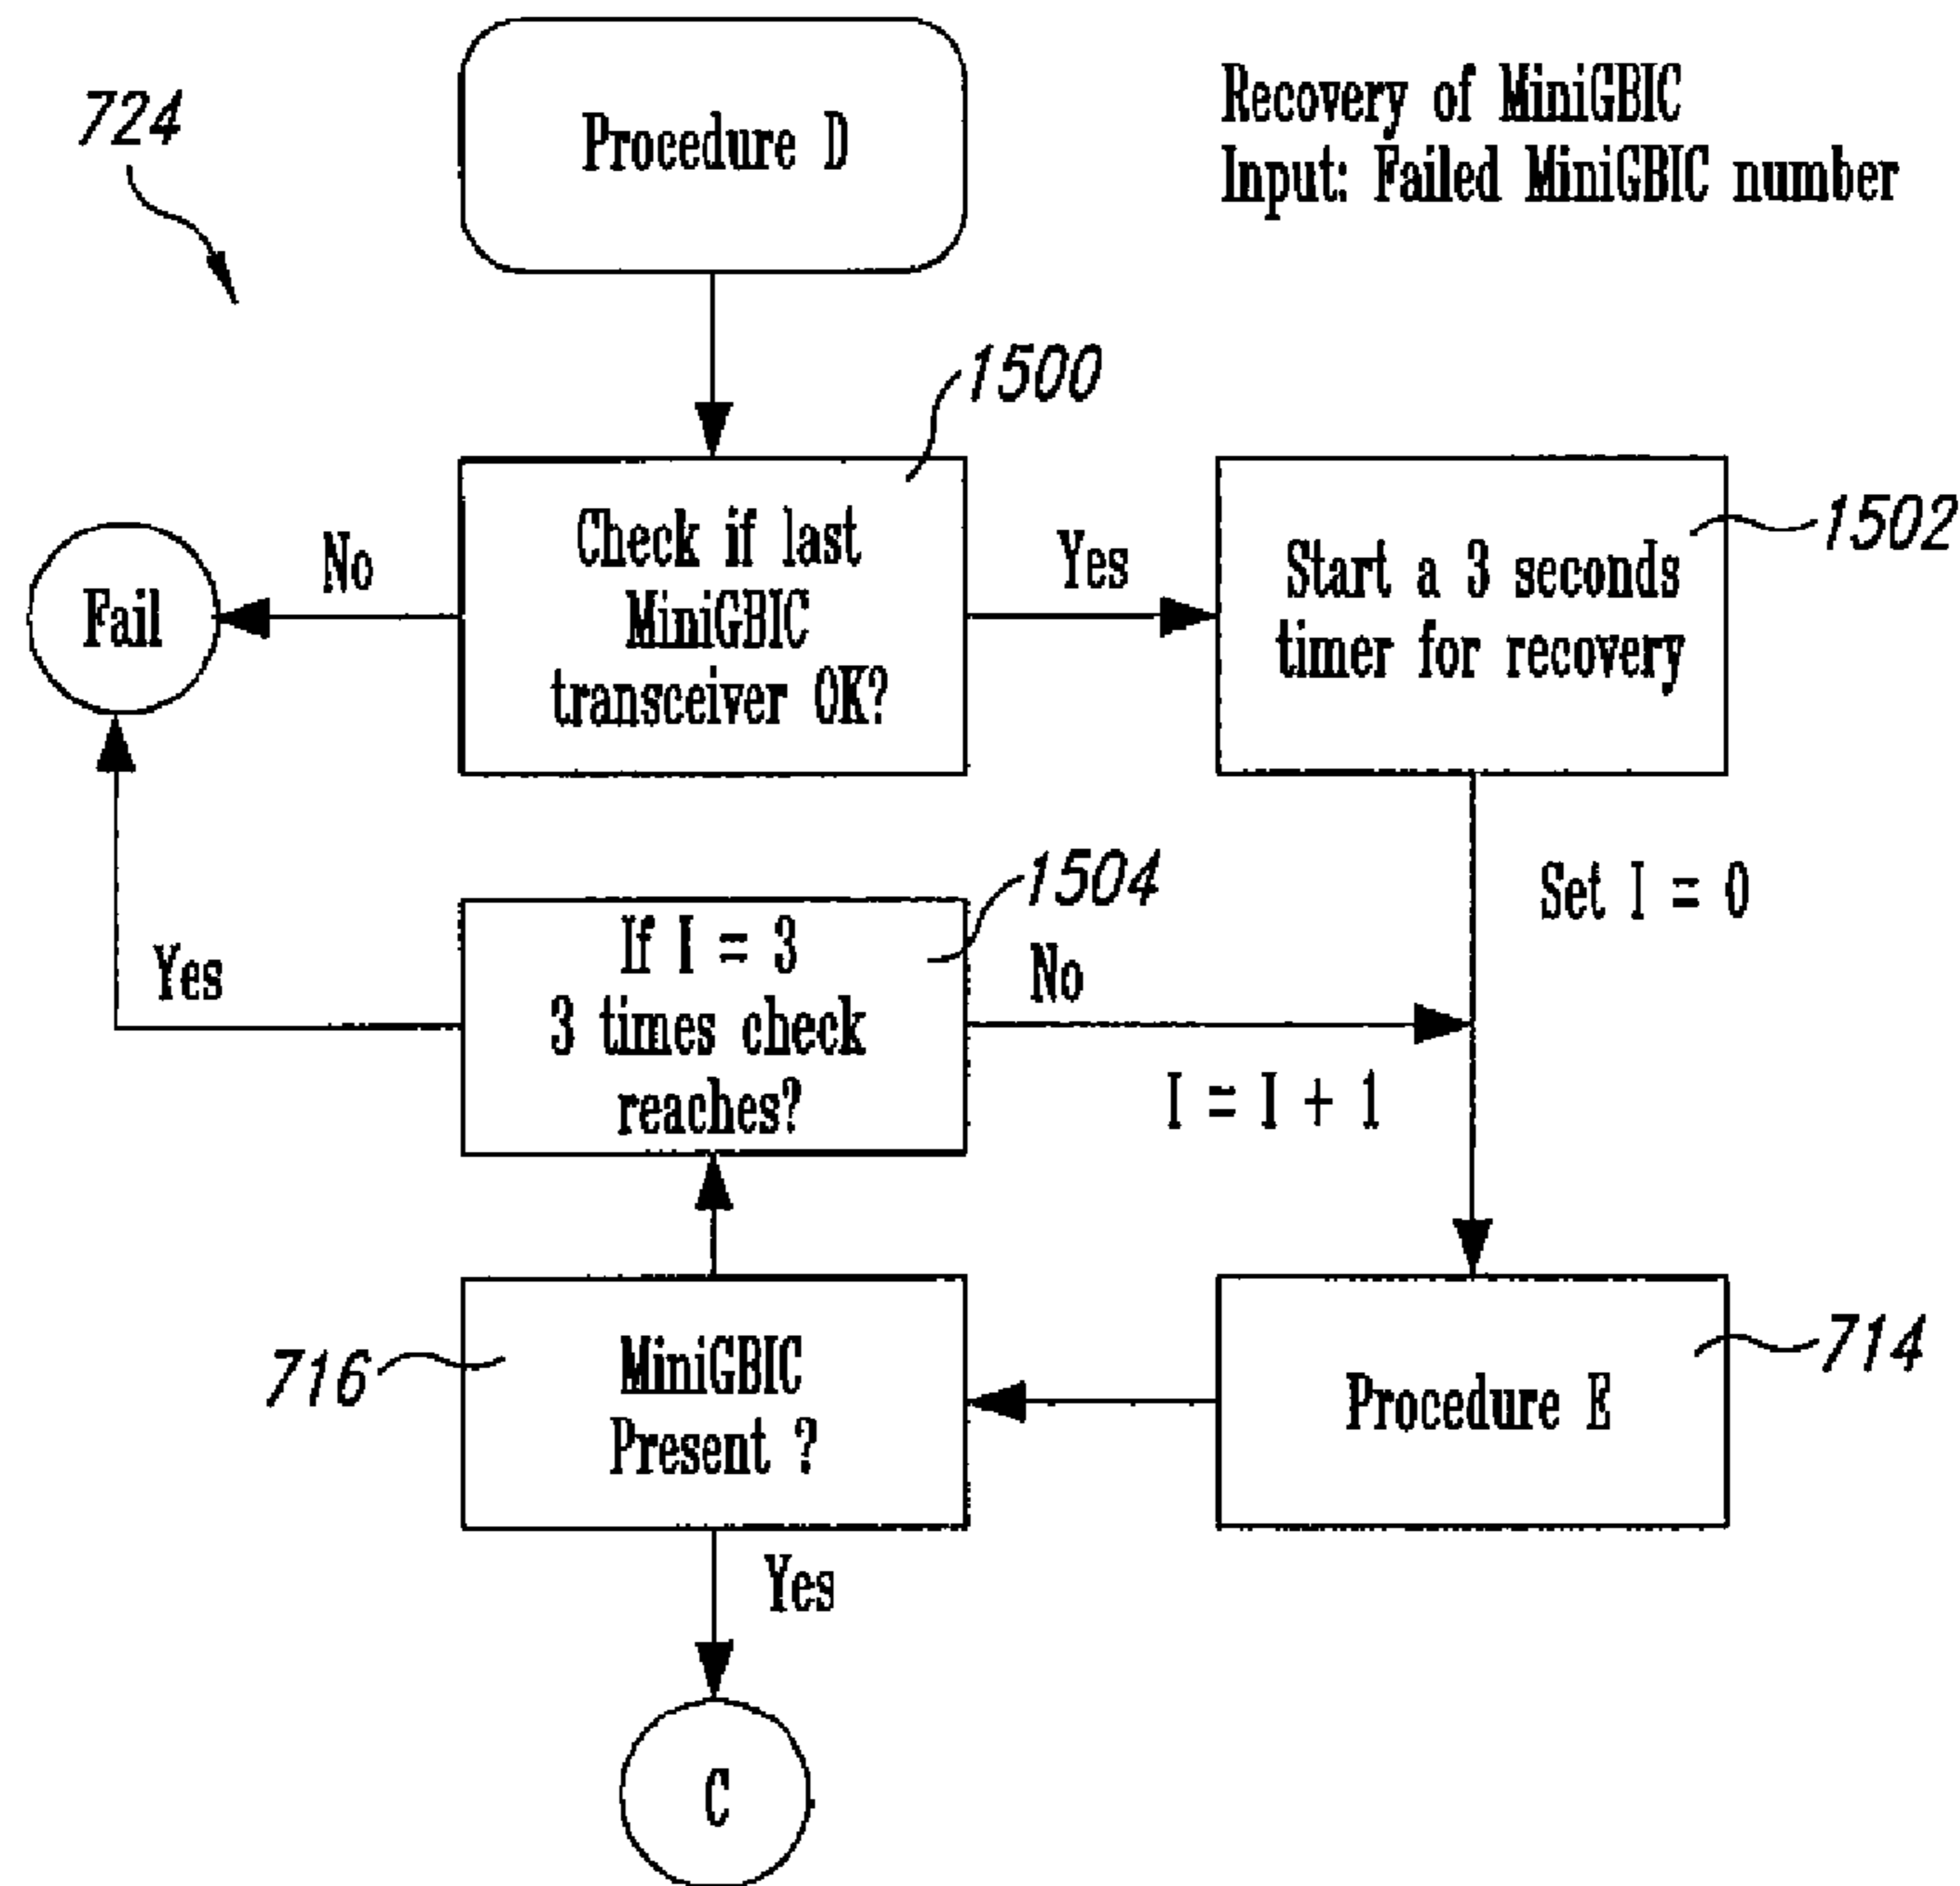 724
Procedure D
Recovery of MiniGBIC
Input: Failed MiniGBIC number
1500
Check if last
MiniGBIC
transceiver OK?
No
Fail
Yes
Start a 3 seconds
timer for recovery
1502
Set I = 0
1504
If I = 3
3 times check
reaches?
Yes
No
I = I + 1
716
MiniGBIC
Present ?
Procedure E
714
Yes
C